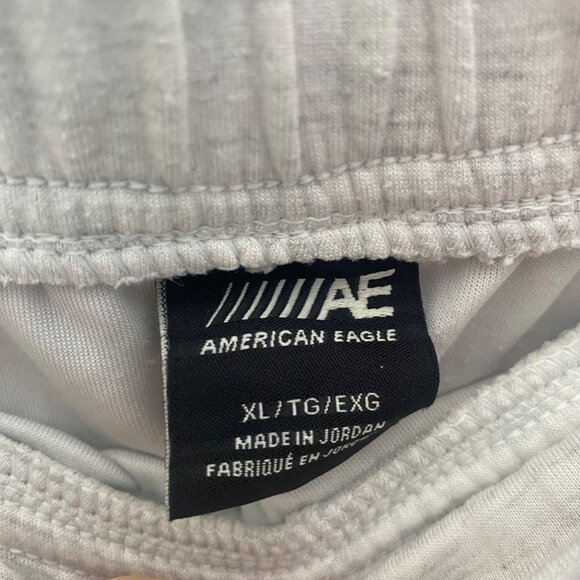 //////AE
AMERICAN EAGLE
XL/TG/EXG
MADE IN JORDAN
FABRIQUÉ EN